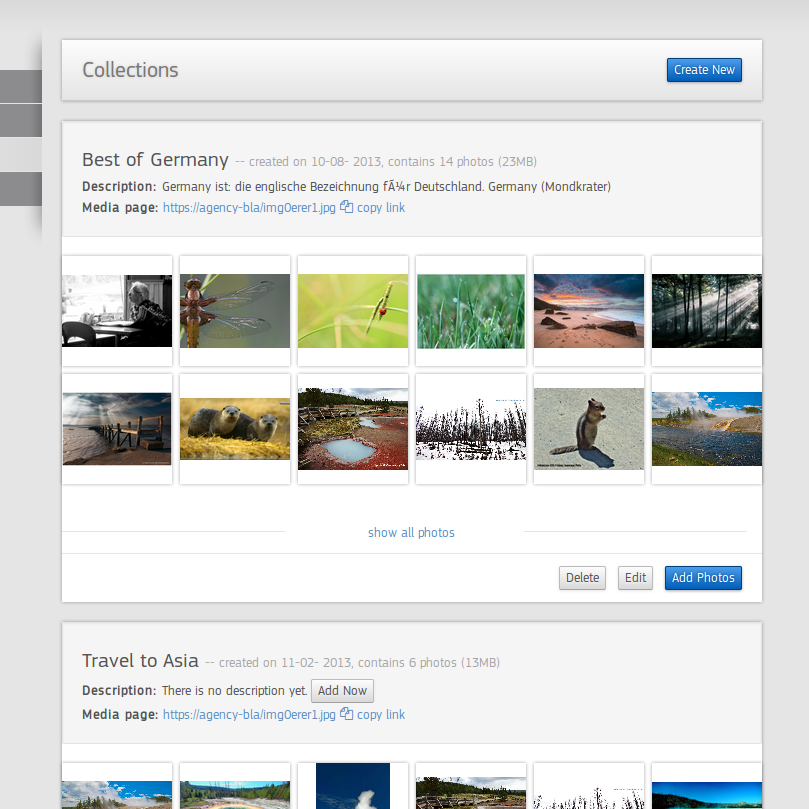 Collections
Create New
Best of Germany -- created on 10-08- 2013, contains 14 photos (23MB)
Description: Germany ist: die englische Bezeichnung fÃ¼r Deutschland. Germany (Mondkrater)
Media page: https://agency-bla/img0erer1.jpg copy link
show all photos
Delete Edit Add Photos
Travel to Asia -- created on 11-02- 2013, contains 6 photos (13MB)
Description: There is no description yet. Add Now
Media page: https://agency-bla/img0erer1.jpg copy link